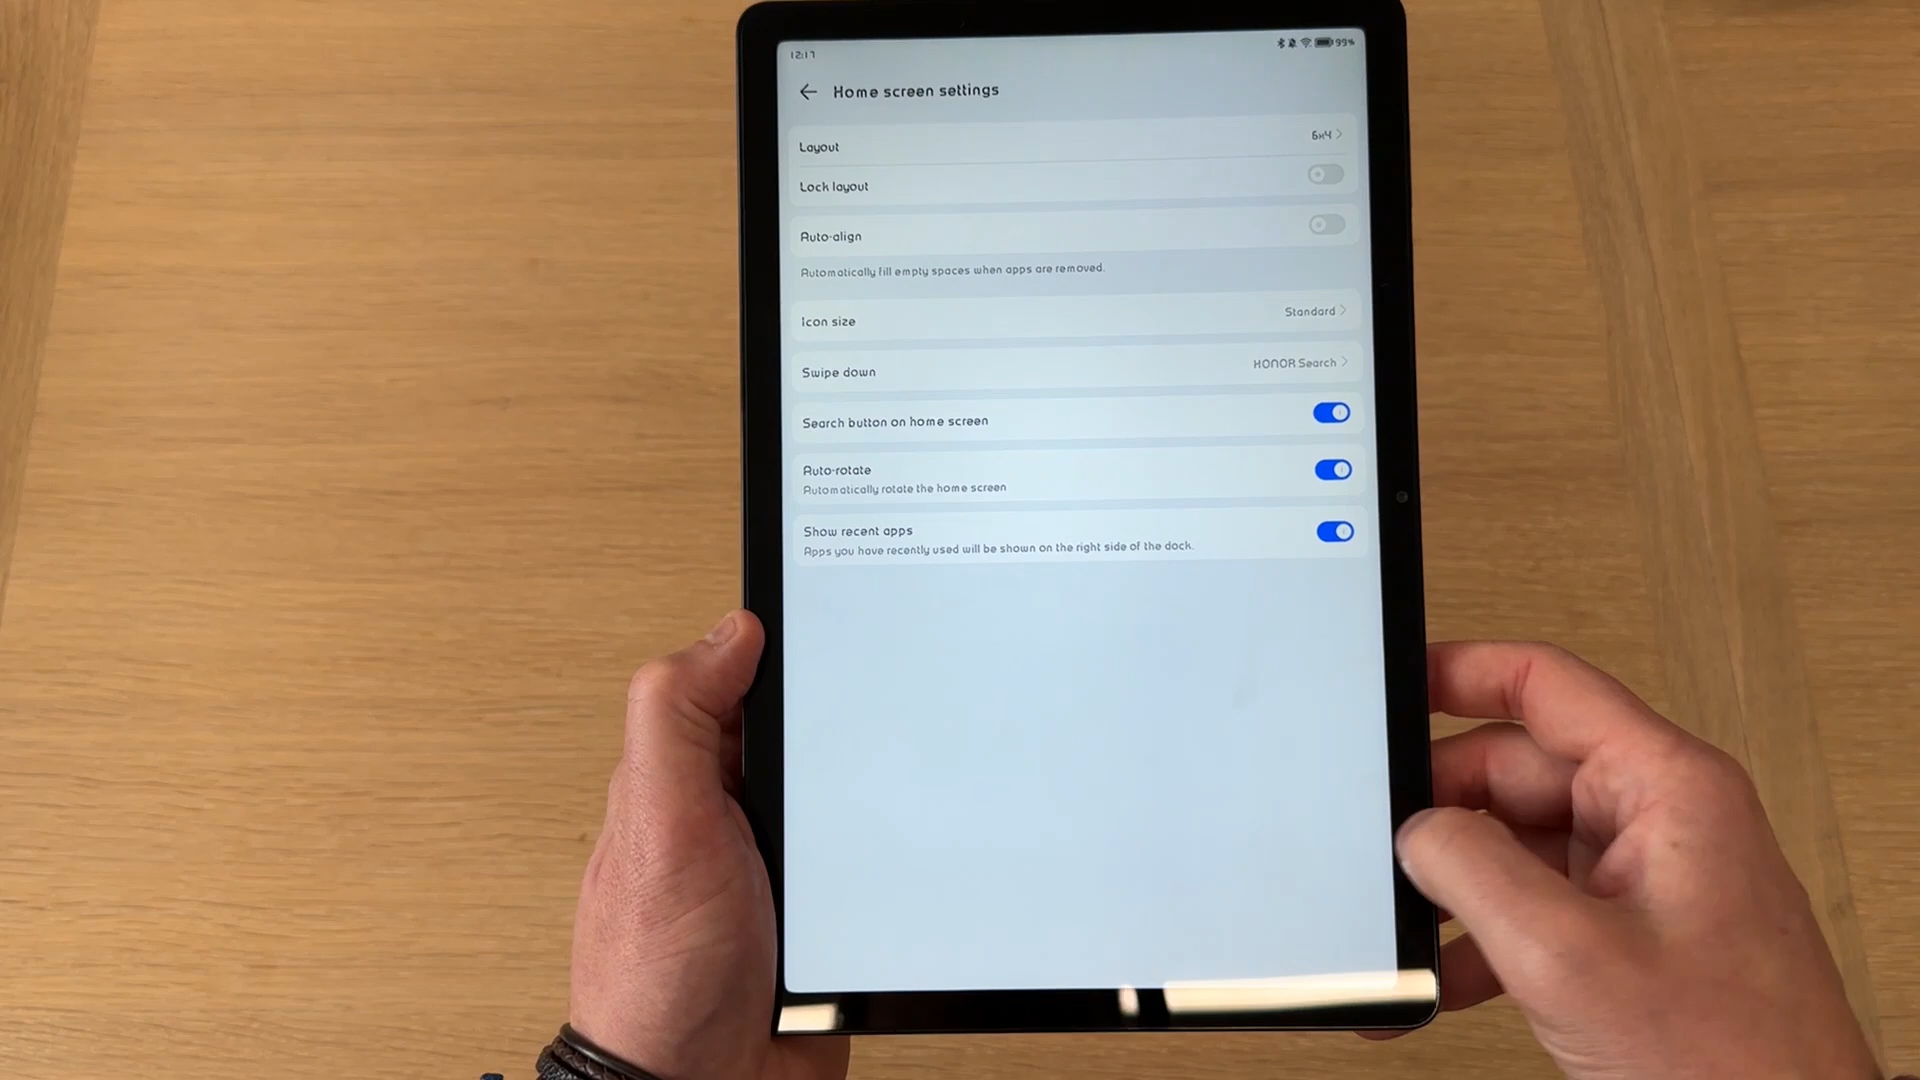 12:17
99%
Home screen settings
Layout
6x4
Lock layout
Auto-align
Automatically fill empty spaces when apps are removed.
Icon size
Standard
Swipe down
HONOR Search
Search button on home screen
Auto-rotate
Automatically rotate the home screen
Show recent apps
Apps you have recently used will be shown on the right side of the dock.